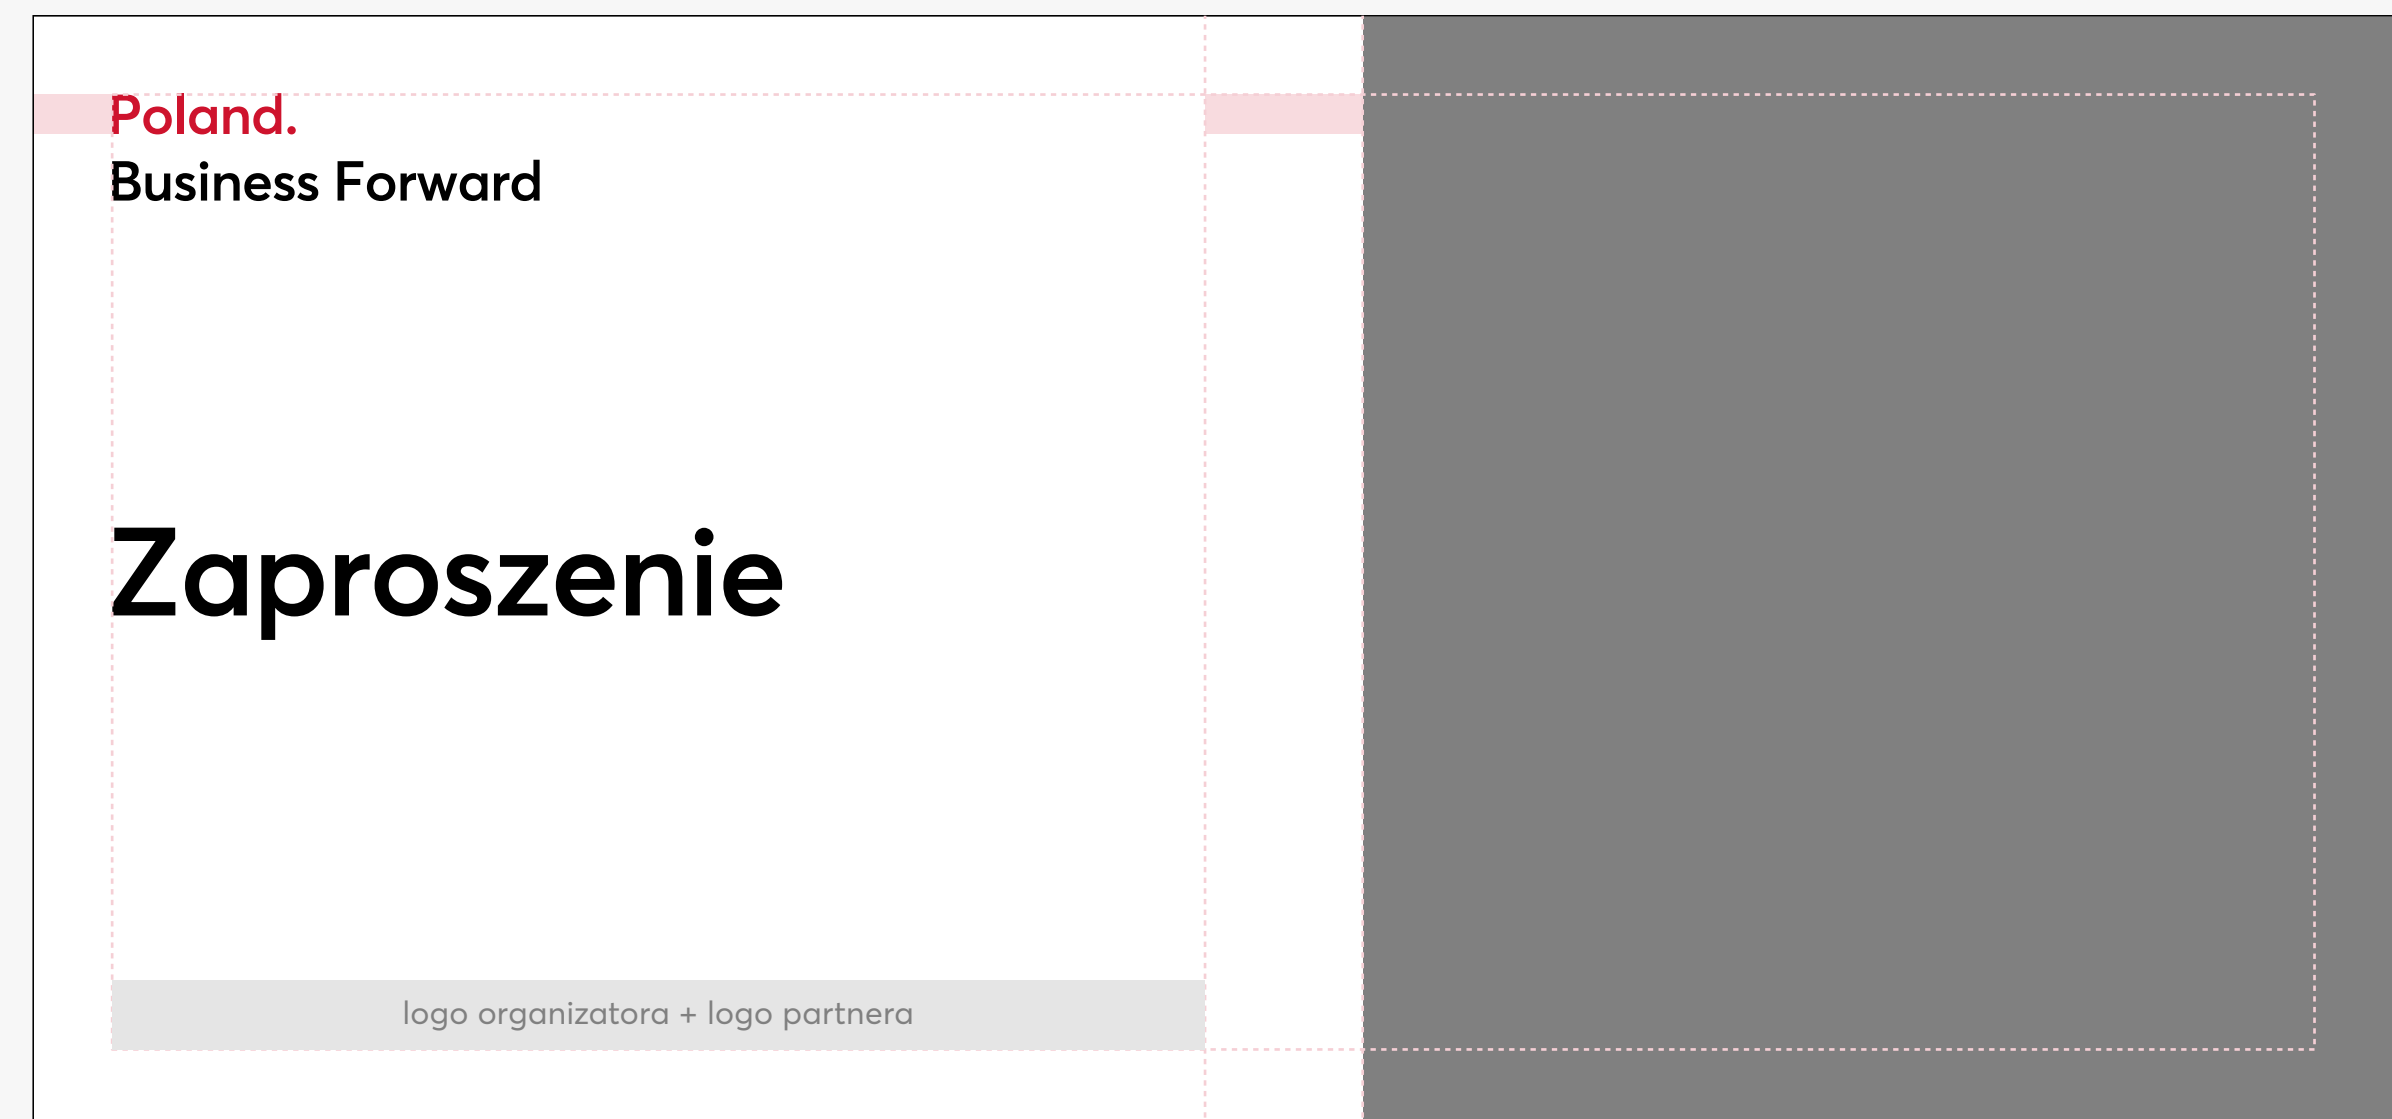 Poland.
Business Forward
Zaproszenie
logo organizatora + logo partnera